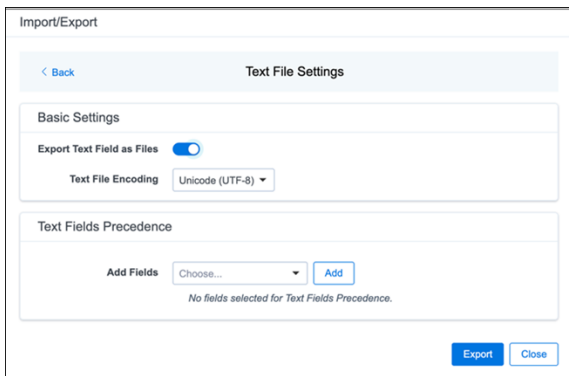 Import/Export
< Back
Text File Settings
Basic Settings
Export Text Field as Files
Text File Encoding
Unicode (UTF-8)
Text Fields Precedence
Add Fields
Choose...
Add
No fields selected for Text Fields Precedence.
Export
Close